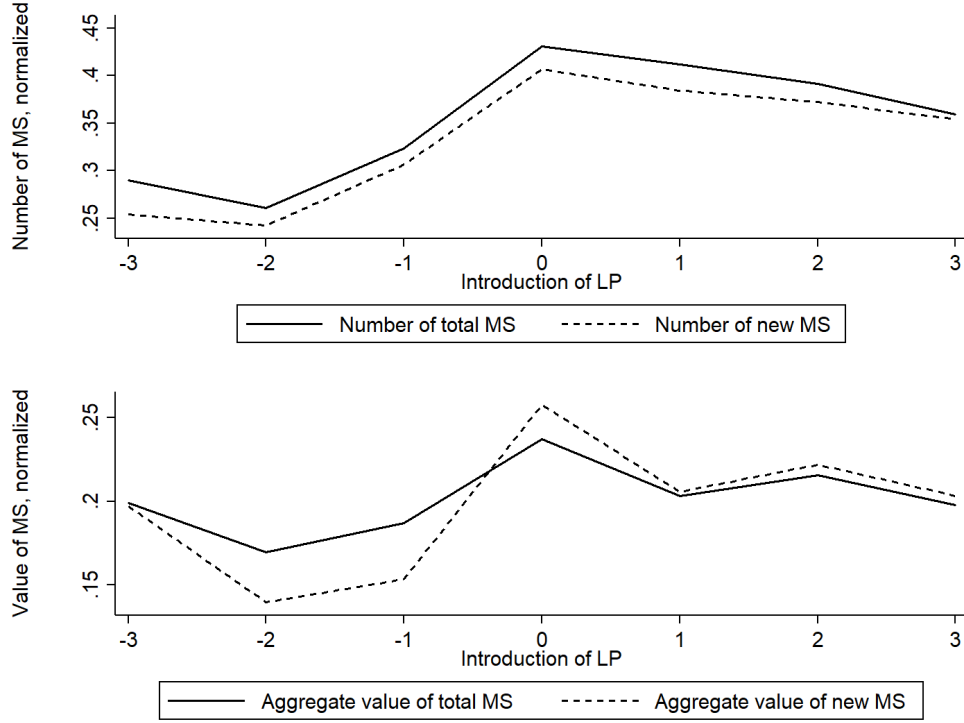 Number of MS, normalized
.45
.4
.35
.3
.25
-3 -2 -1 0 1 2 3
Introduction of LP
Number of total MS Number of new MS
Value of MS, normalized
.25
.2
.15
-3 -2 -1 0 1 2 3
Introduction of LP
Aggregate value of total MS Aggregate value of new MS